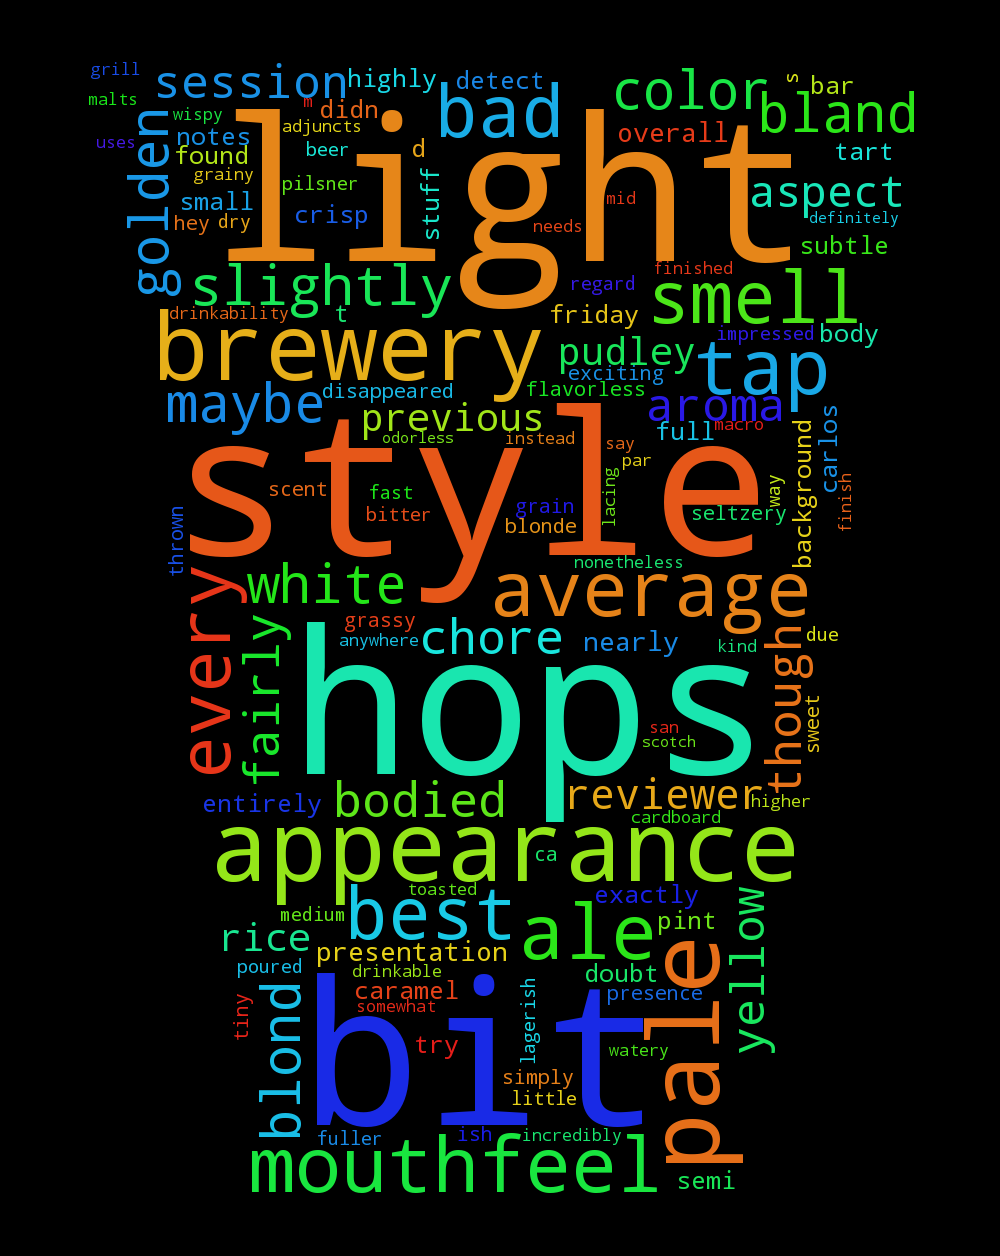 grill
session
highly
detect
color
s
bar
malts
wispy
m
didn
bad
bland
uses
golden
notes
adjuncts
light
overall
found
beer
d
tart
grainy
pilsner
stuff
aspect
small
crisp
mid
definitely
hey
dry
needs
subtle
slightly
finished
smell
drinkability
t
regard
friday
impressed
body
brewery
pudley
tap
maybe
disappeared
exciting
flavorless
aroma
previous
full
macro
carlos
odorless
instead
say
style
par
background
scent
fast
lacing
way
finish
bitter
grain
seltzery
thrown
blonde
nonetheless
white
average
every
fairly
grassy
anywhere
chore
nearly
kind
though
due
hops
san
scotch
sweet
entirely
bodied
reviewer
higher
cardboard
appearance
ca
toasted
best
exactly
medium
ale
pint
rice
presentation
yellow
poured
drinkable
doubt
pale
blond
caramel
presence
tiny
somewhat
lagerish
bit
try
watery
simply
little
fuller
ish
incredibly
mouthfeel
semi